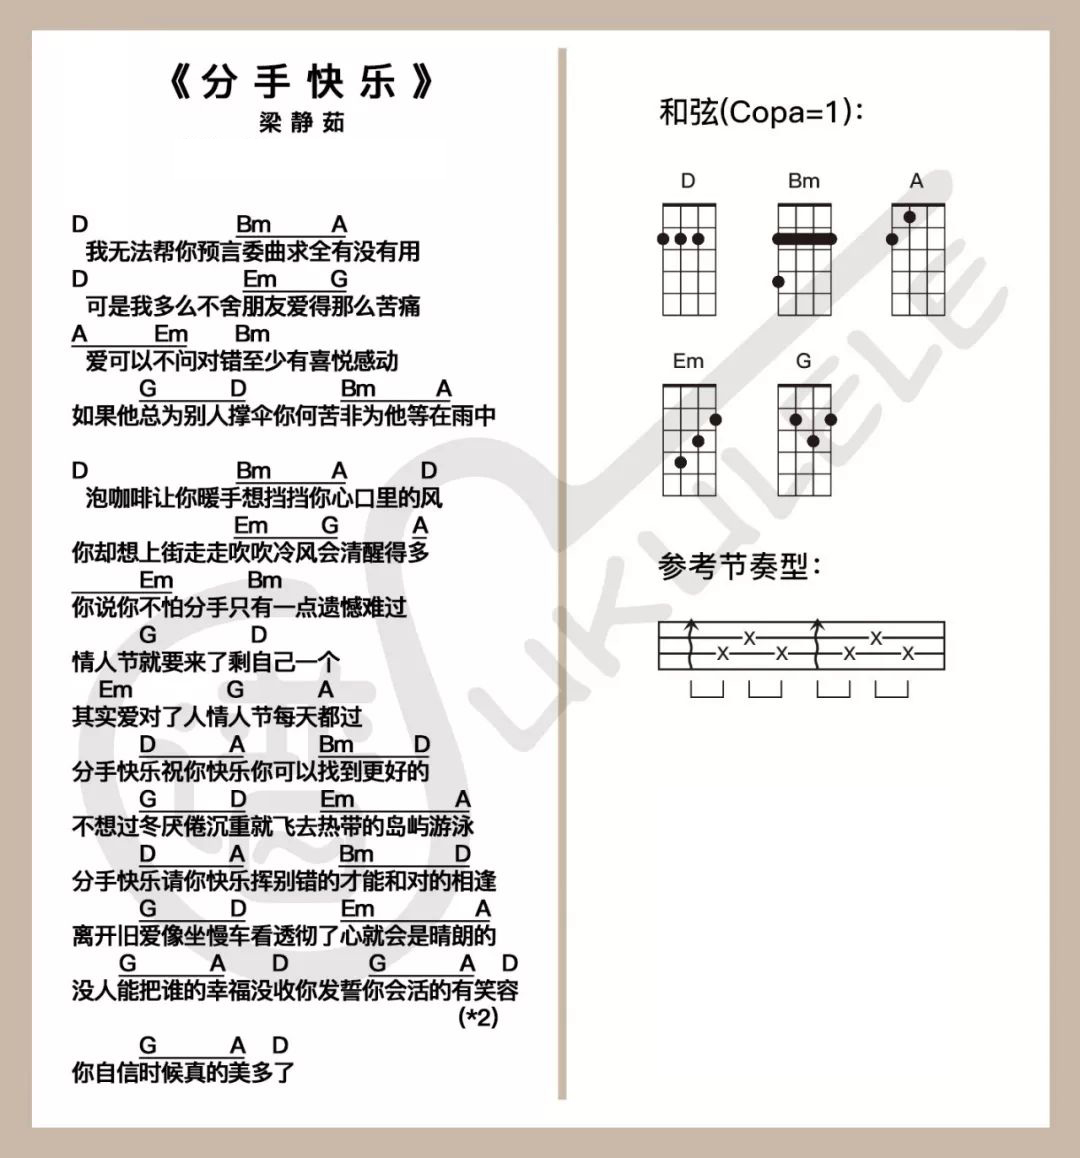 《分手快乐》
梁静茹
D Bm A
我无法帮你预言委曲求全有没有用
D Em G
可是我多么不舍朋友爱得那么苦痛
A Em Bm
爱可以不问对错至少有喜悦感动
G D Bm A
如果他总为别人撑伞你何苦非为他等在雨中
D Bm A D
泡咖啡让你暖手想挡挡你心口里的风
Em G A
你却想上街走走吹吹冷风会清醒得多
Em Bm
你说你不怕分手只有一点遗憾难过
G D
情人节就要来了剩自己一个
Em G A
其实爱对了人情人节每天都过
D A Bm D
分手快乐祝你快乐你可以找到更好的
G D Em A
不想过冬厌倦沉重就飞去热带的岛屿游泳
D A Bm D
分手快乐请你快乐挥别错的才能和对的相逢
G D Em A
离开旧爱像坐慢车看透彻了心就会是晴朗的
G A D G A D
没人能把谁的幸福没收你发誓你会活的有笑容
(*2)
G A D
你自信时候真的美多了
和弦(Copa=1):
D Bm A
Em G
参考节奏型:
X X X X X X
UKULELE